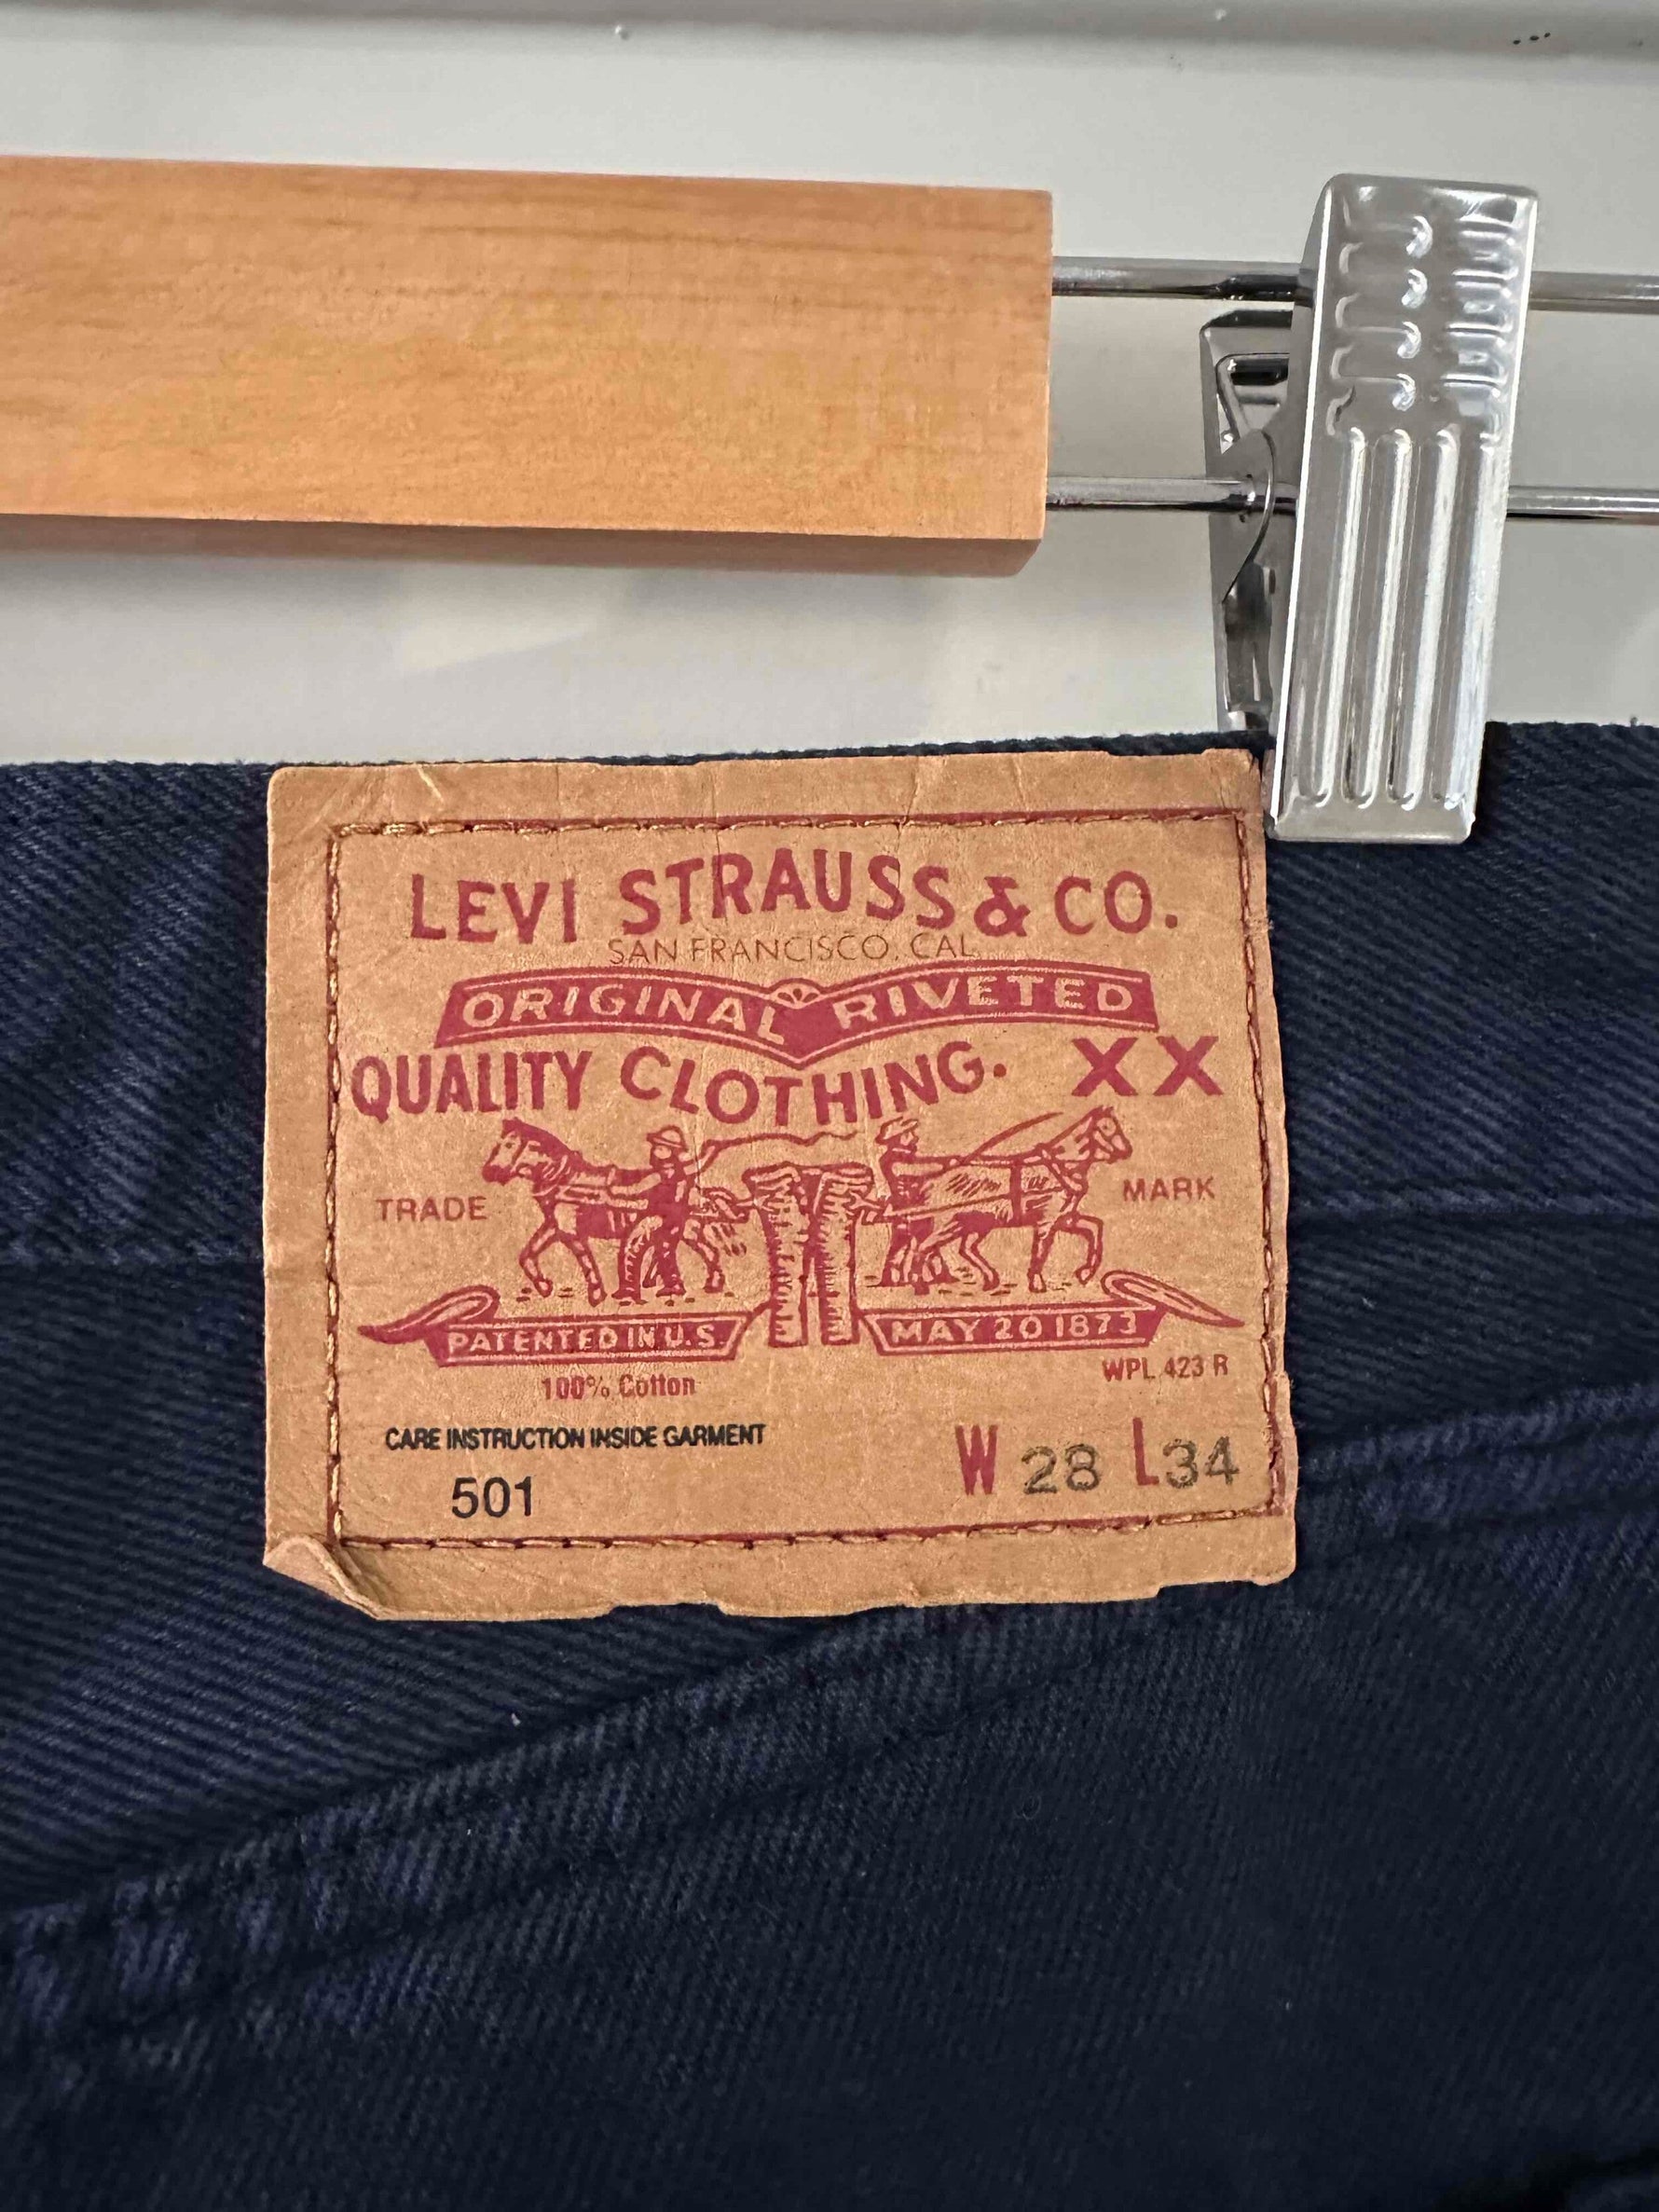 LEVI STRAUSS & CO.
SAN FRANCISCO, CAL.
ORIGINAL RIVETED
QUALITY CLOTHING. XX
TRADE MARK
PATENTED IN U.S. MAY 20 1873
100% Cotton WPL 423 R
CARE INSTRUCTION INSIDE GARMENT
501 W 28 L 34